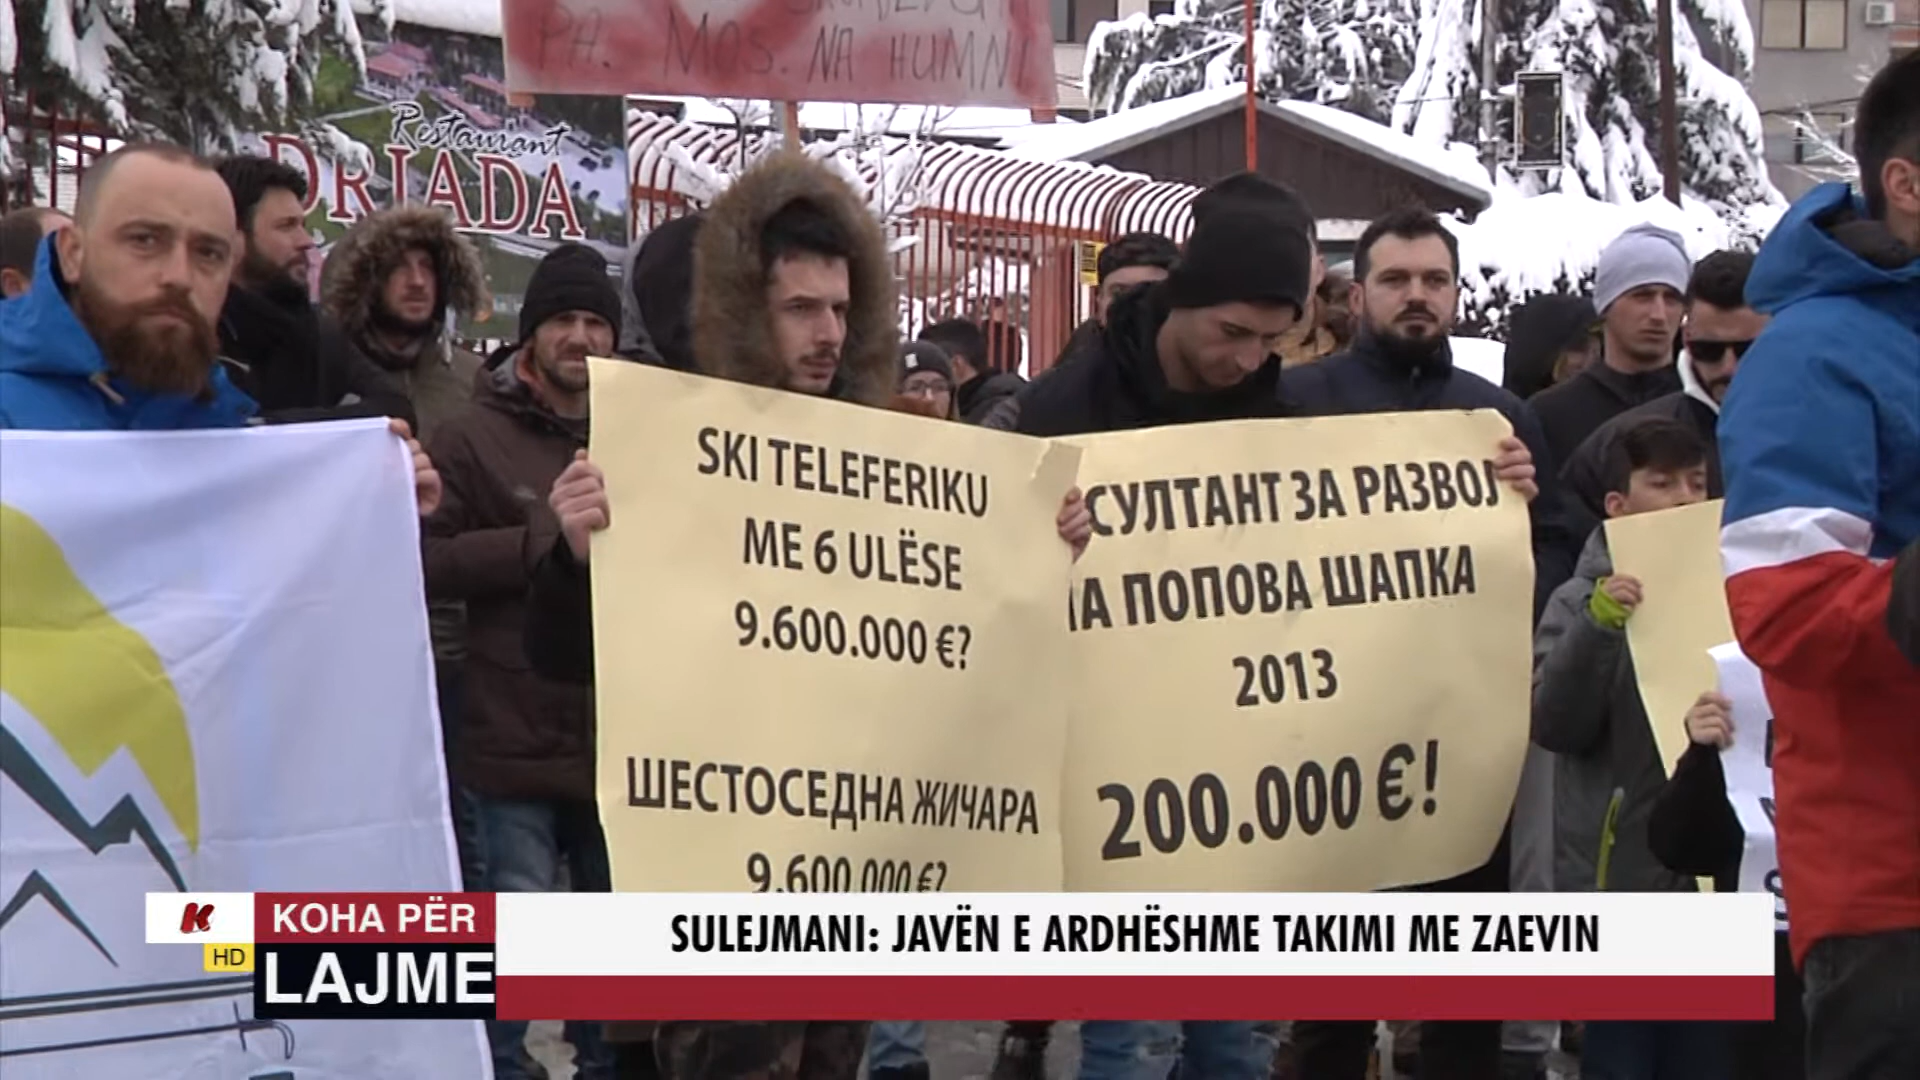 PH. MOS. NA HUMNI
Restaurant
DRIADA
SKI TELEFERIKU
ME 6 ULËSE
9.600.000 €?
ШЕСТОСЕДНА ЖИЧАРА
9.600.000 €?
СУЛТАНТ ЗА РАЗВОЈ
НА ПОПОВА ШАПКА
2013
200.000 €!
K
HD
KOHA PËR
LAJME
SULEJMANI: JAVËN E ARDHËSHME TAKIMI ME ZAEVIN